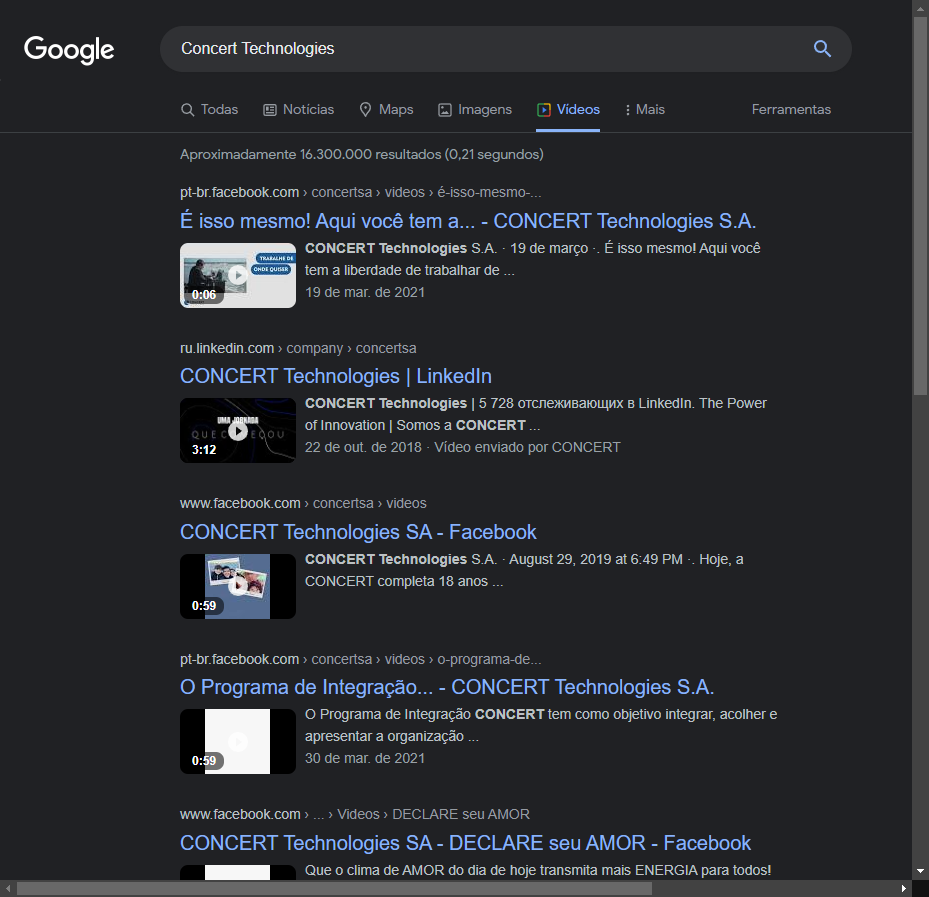 Google
Concert Technologies
Todas Notícias Maps Imagens Vídeos Mais Ferramentas
Aproximadamente 16.300.000 resultados (0,21 segundos)
pt-br.facebook.com › concertsa › videos › é-isso-mesmo-...
É isso mesmo! Aqui você tem a... - CONCERT Technologies S.A.
TRABALHE DE
ONDE QUISER
0:06
CONCERT Technologies S.A. · 19 de março ·. É isso mesmo! Aqui você
tem a liberdade de trabalhar de ...
19 de mar. de 2021
ru.linkedin.com › company › concertsa
CONCERT Technologies | LinkedIn
UMA JORNADA
QUE COMEÇOU
3:12
CONCERT Technologies | 5 728 отслеживающих в LinkedIn. The Power
of Innovation | Somos a CONCERT ...
22 de out. de 2018 · Vídeo enviado por CONCERT
www.facebook.com › concertsa › videos
CONCERT Technologies SA - Facebook
0:59
CONCERT Technologies S.A. · August 29, 2019 at 6:49 PM ·. Hoje, a
CONCERT completa 18 anos ...
pt-br.facebook.com › concertsa › videos › o-programa-de...
O Programa de Integração... - CONCERT Technologies S.A.
0:59
O Programa de Integração CONCERT tem como objetivo integrar, acolher e
apresentar a organização ...
30 de mar. de 2021
www.facebook.com › ... › Videos › DECLARE seu AMOR
CONCERT Technologies SA - DECLARE seu AMOR - Facebook
Que o clima de AMOR do dia de hoje transmita mais ENERGIA para todos!